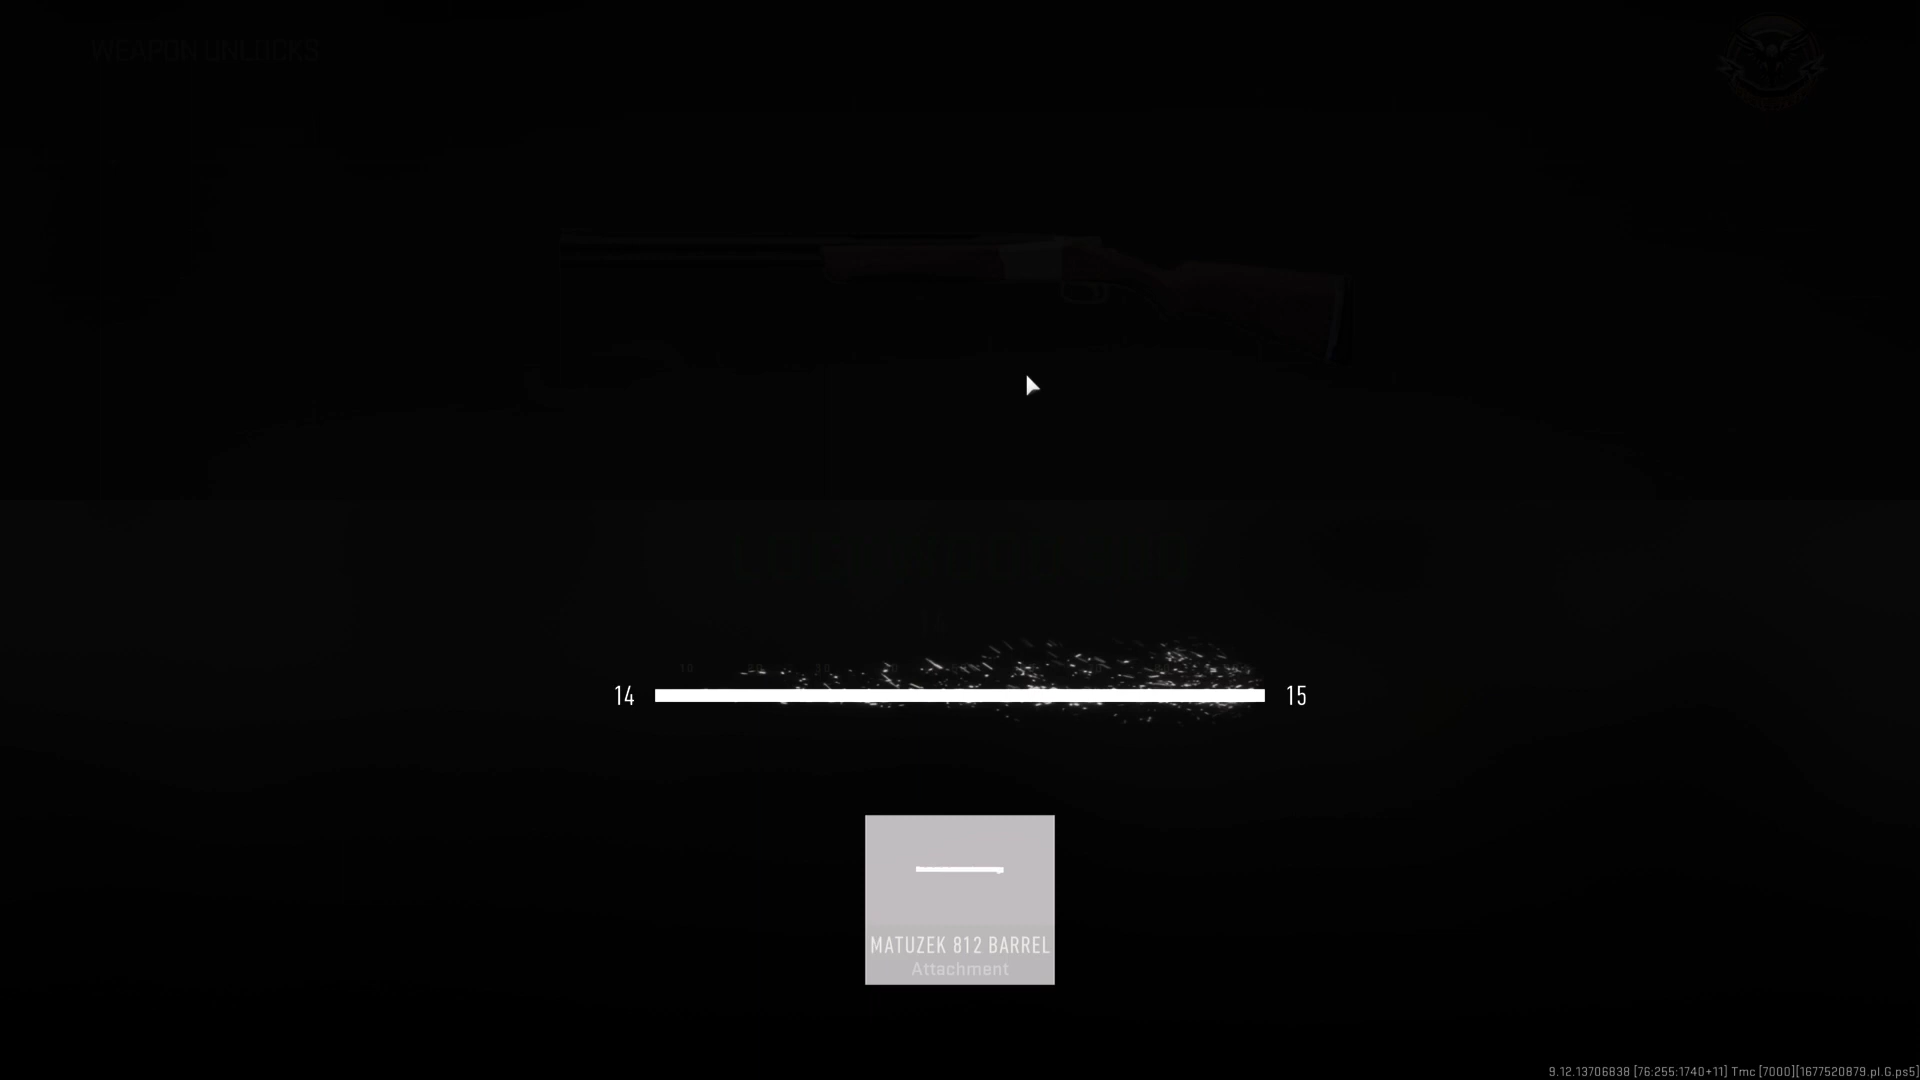 WEAPON UNLOCKS
14
15
MATUZEK 812 BARREL
Attachment
9.12.13706838 [76:255:1740+11] Tmc [7000][1677520879.pl.G.ps5]